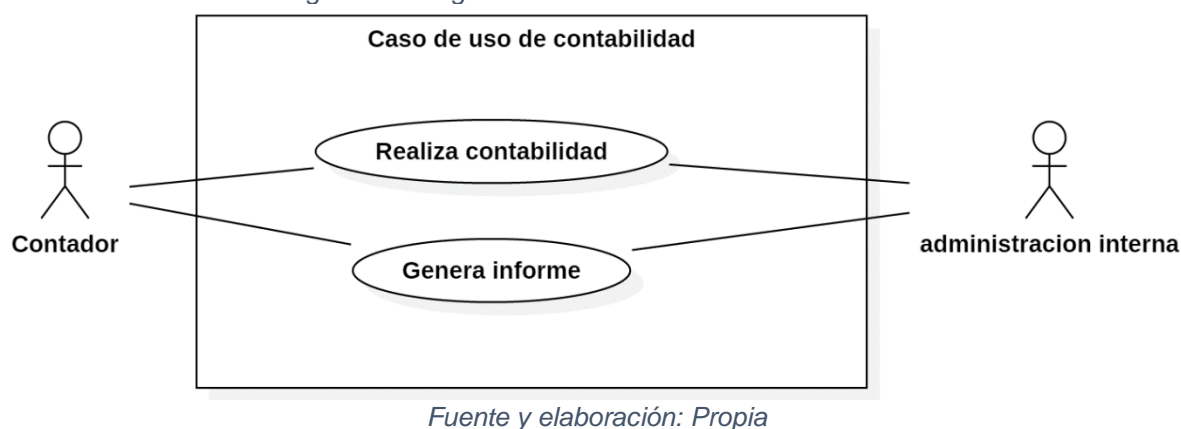 Caso de uso de contabilidad
Realiza contabilidad
Contador
administracion interna
Genera informe
Fuente y elaboración: Propia